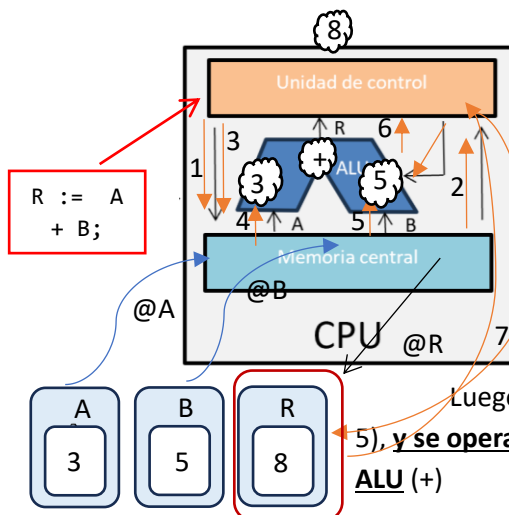 8
Unidad de control
R
6
3
1
+
ALU
3
5
2
4
A
5
B
Memoria central
@A
@B
CPU
@R
7
R := A
+ B;
A
B
R
3
5
8
Luego
5), y se opera
ALU (+)